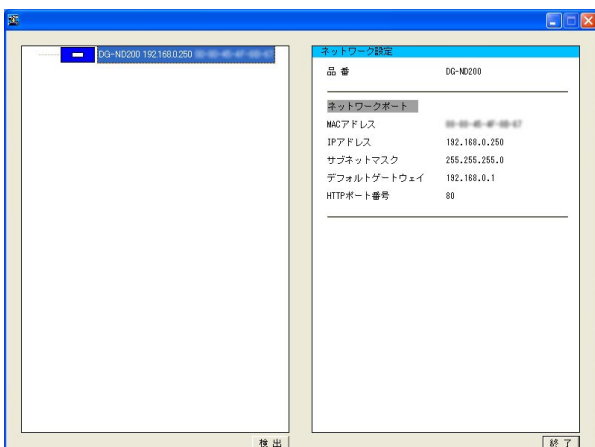 DG-ND200 192.168.0.250
ネットワーク設定
品 番 DG-ND200
ネットワークポート
MACアドレス
IPアドレス 192.168.0.250
サブネットマスク 255.255.255.0
デフォルトゲートウェイ 192.168.0.1
HTTPポート番号 80
検 出
終 了